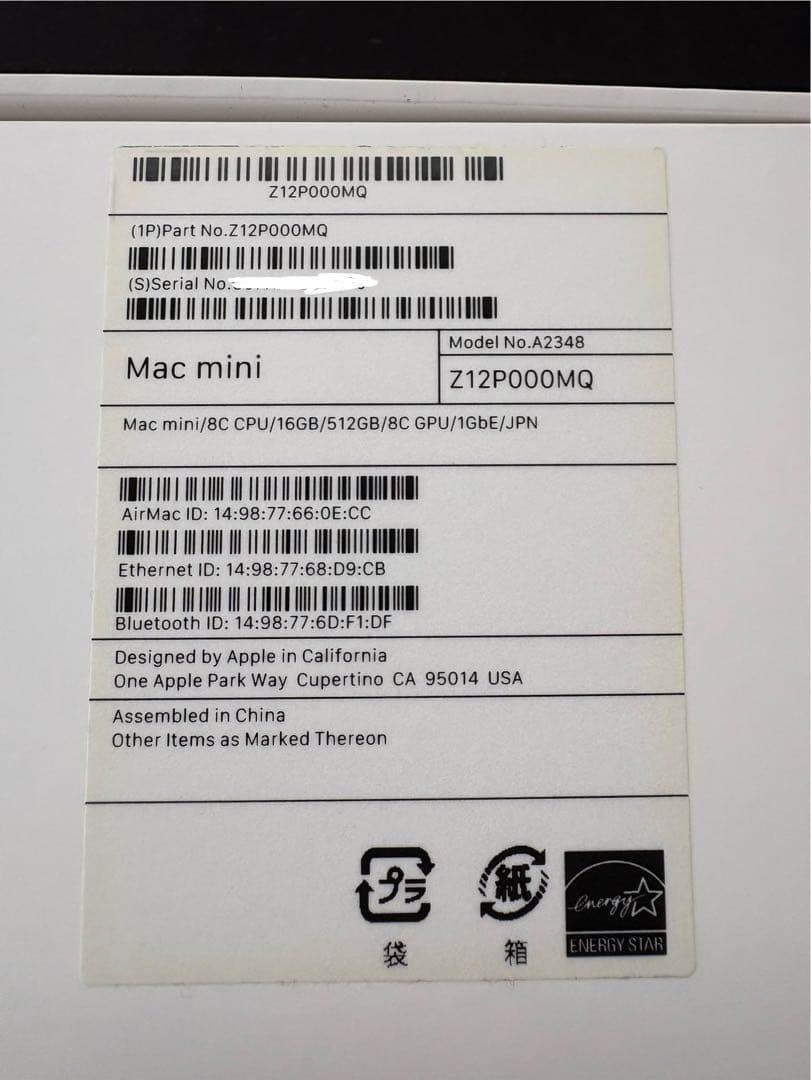 Z12P000MQ
(1P)Part No.Z12P000MQ
(S)Serial No.
Mac mini
Model No.A2348
Z12P000MQ
Mac mini/8C CPU/16GB/512GB/8C GPU/1GbE/JPN
AirMac ID: 14:98:77:66:0E:CC
Ethernet ID: 14:98:77:68:D9:CB
Bluetooth ID: 14:98:77:6D:F1:DF
Designed by Apple in California
One Apple Park Way Cupertino CA 95014 USA
Assembled in China
Other Items as Marked Thereon
プラ
袋
紙
箱
energy
ENERGY STAR